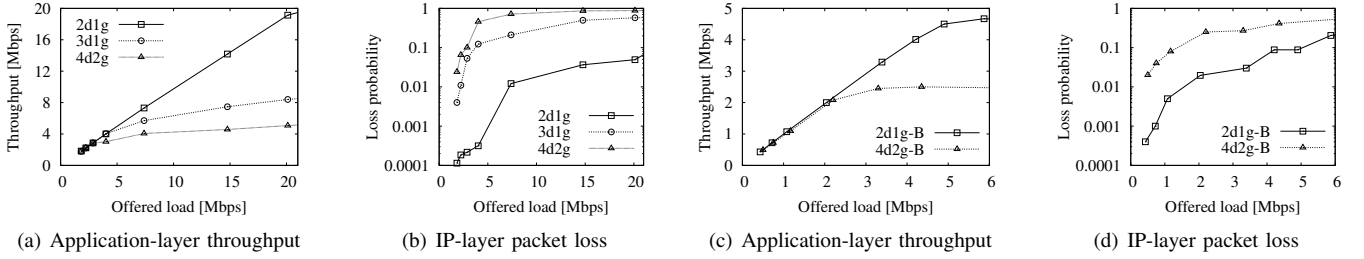 Throughput [Mbps]
20
16
12
8
4
0
0 5 10 15 20
Offered load [Mbps]
2d1g
3d1g
4d2g
(a) Application-layer throughput
Loss probability
1
0.1
0.01
0.001
0.0001
0 5 10 15 20
Offered load [Mbps]
2d1g
3d1g
4d2g
(b) IP-layer packet loss
Throughput [Mbps]
5
4
3
2
1
0
0 1 2 3 4 5 6
Offered load [Mbps]
2d1g-B
4d2g-B
(c) Application-layer throughput
Loss probability
1
0.1
0.01
0.001
0.0001
0 1 2 3 4 5 6
Offered load [Mbps]
2d1g-B
4d2g-B
(d) IP-layer packet loss